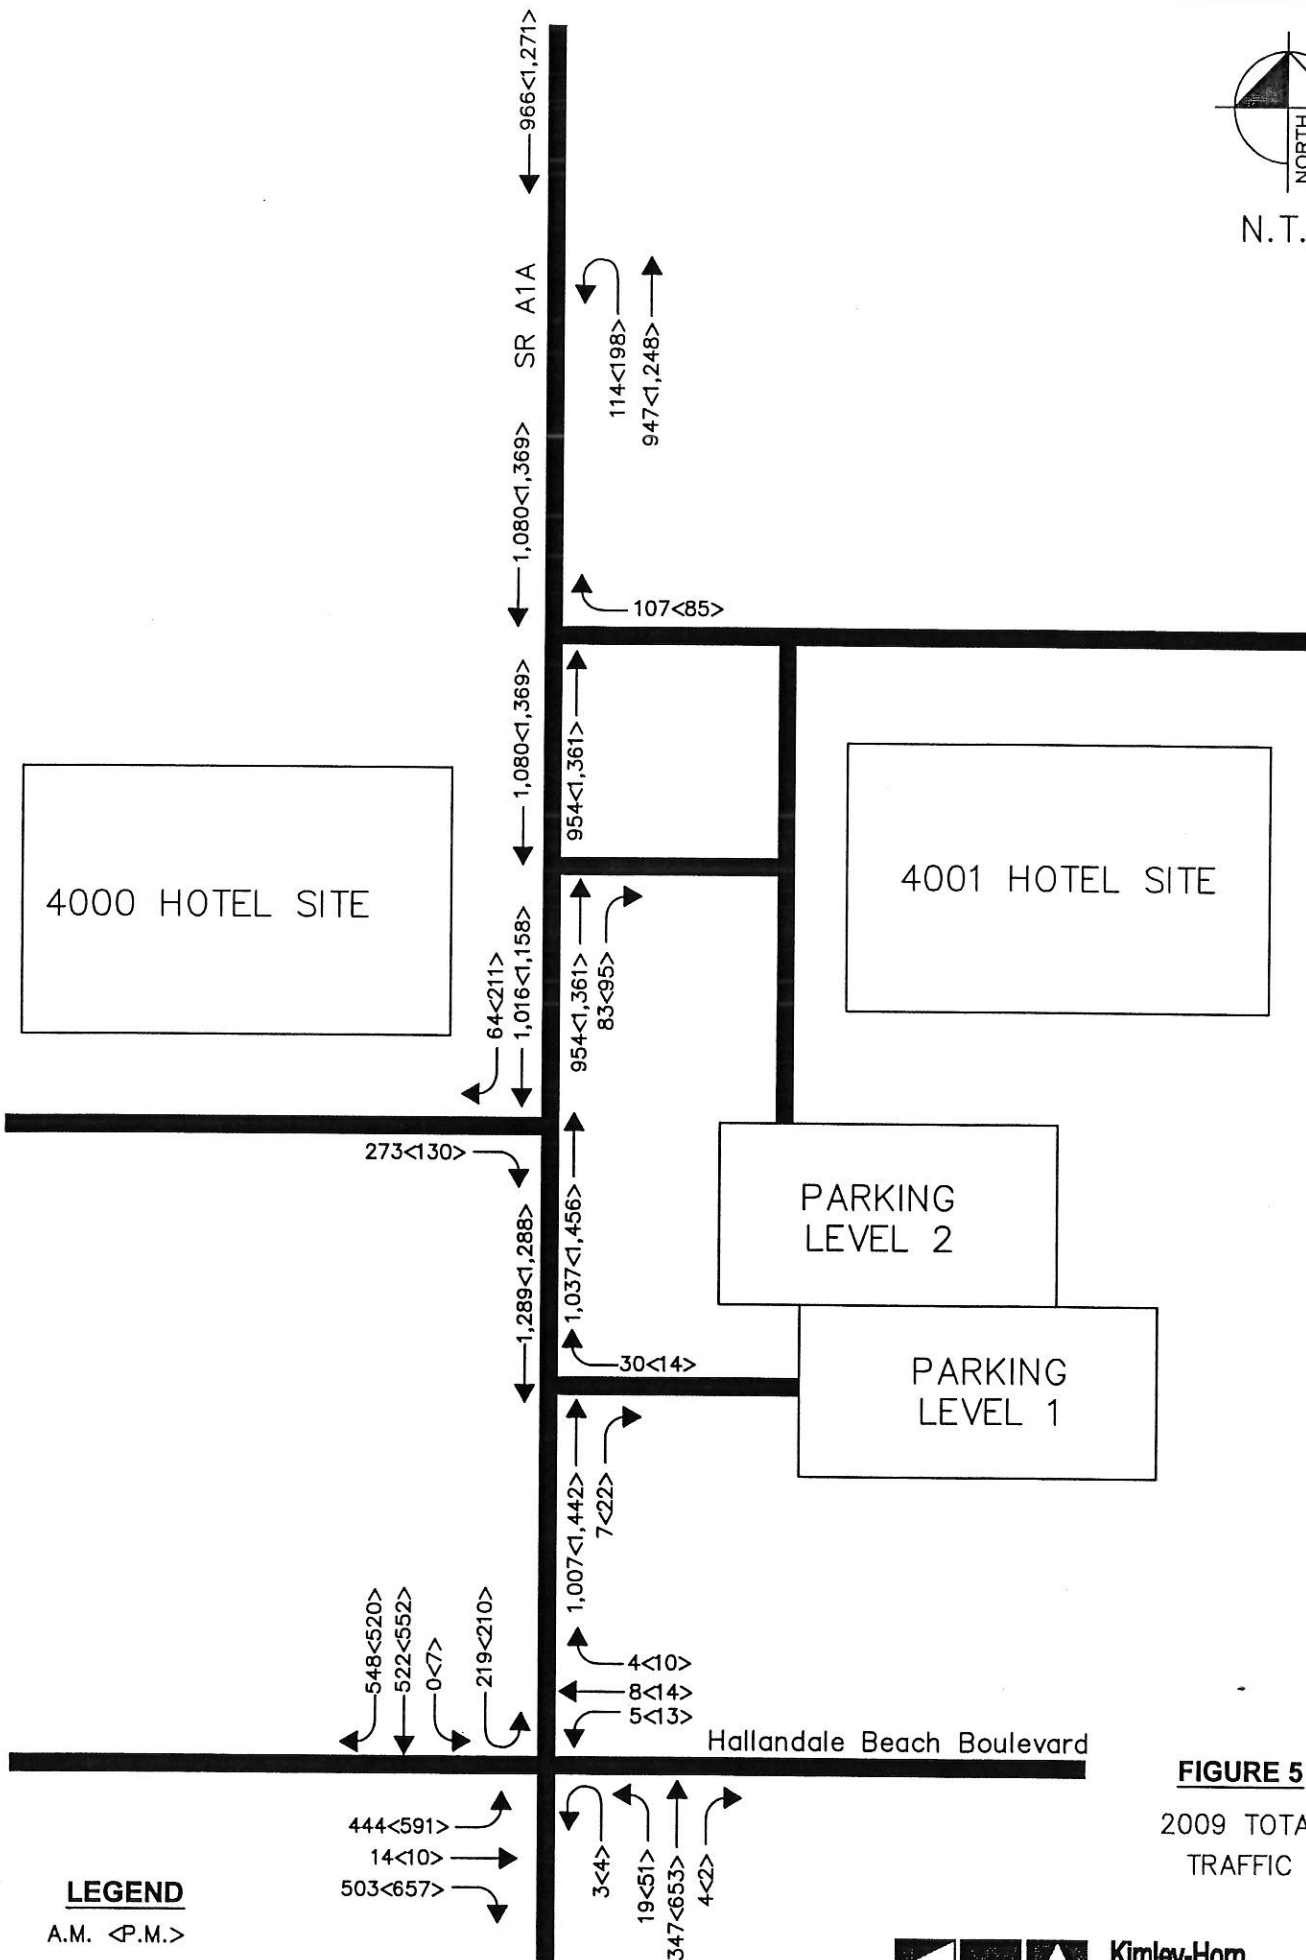 966<1,271>
NORTH
N.T.
SR A1A
114<198>
947<1,248>
1,080<1,369>
107<85>
1,080<1,369>
954<1,361>
4000 HOTEL SITE
4001 HOTEL SITE
64<211>
1,016<1,158>
954<1,361>
83<95>
273<130>
1,289<1,288>
1,037<1,456>
PARKING
LEVEL 2
30<14>
PARKING
LEVEL 1
1,007<1,442>
7<22>
548<520>
522<552>
0<7>
219<210>
4<10>
8<14>
5<13>
Hallandale Beach Boulevard
444<591>
14<10>
503<657>
3<4>
19<51>
347<653>
4<2>
FIGURE 5
2009 TOTA
TRAFFIC
LEGEND
A.M. <P.M.>
Kimley-Horn